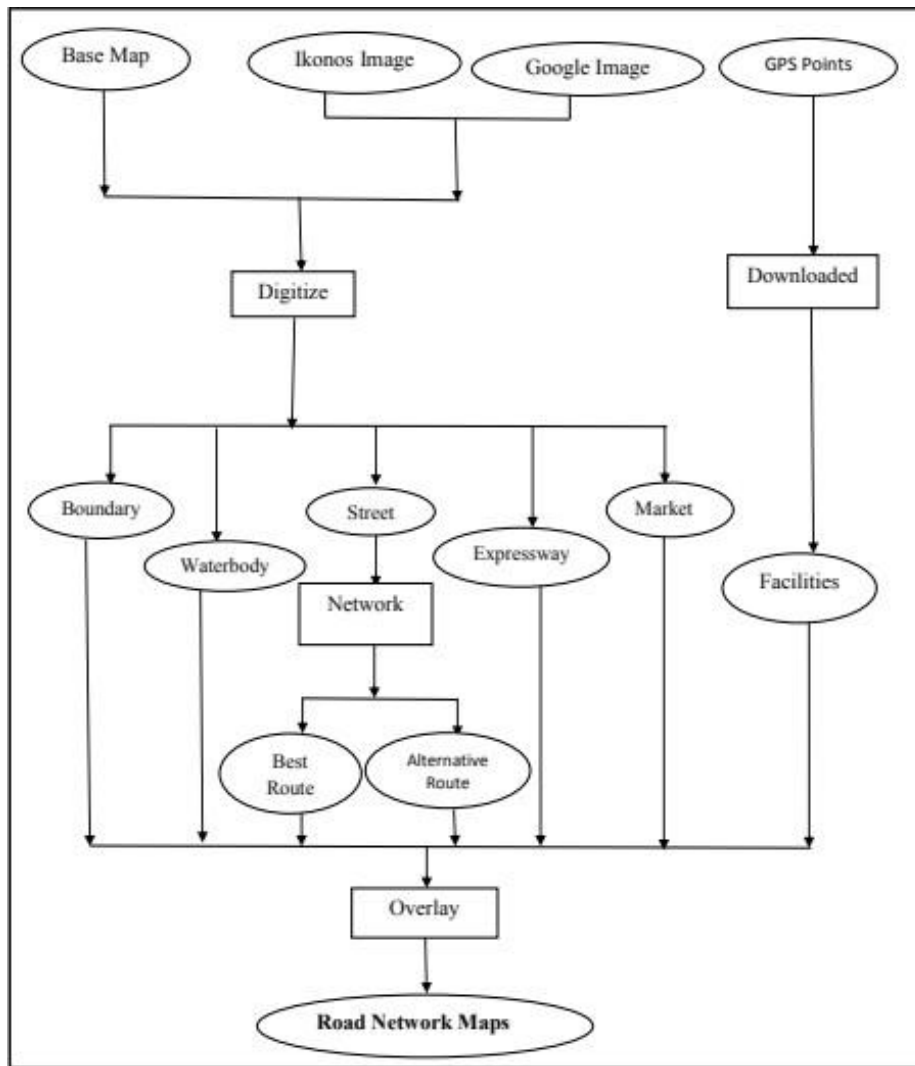 Base Map
Ikonos Image
Google Image
GPS Points
Digitize
Downloaded
Boundary
Waterbody
Street
Expressway
Market
Facilities
Network
Best
Route
Alternative
Route
Overlay
Road Network Maps